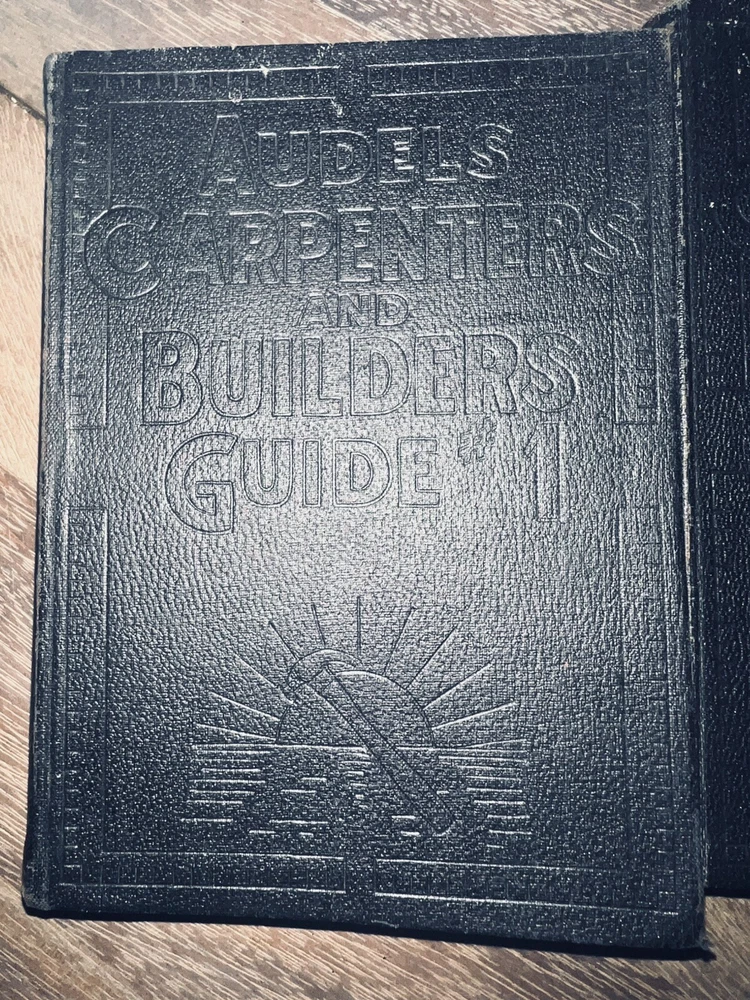 AUDELS
CARPENTERS
AND
BUILDERS
GUIDE #1